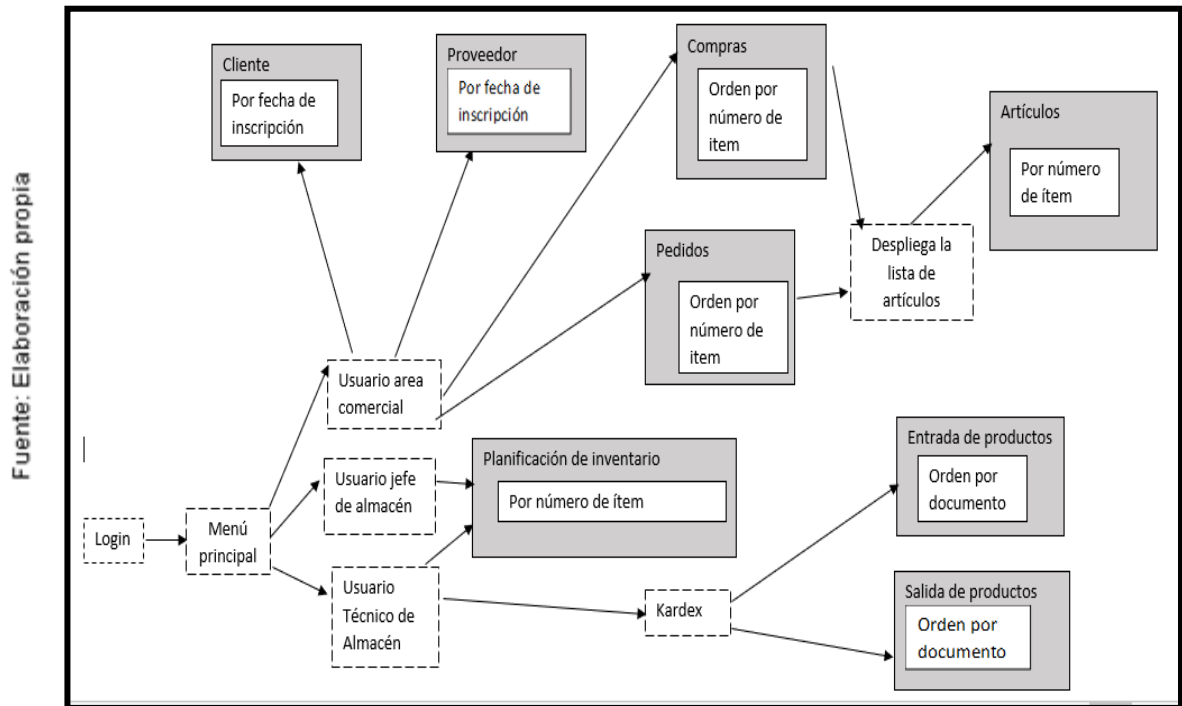 Fuente: Elaboración propia
Cliente
Por fecha de
inscripción
Proveedor
Por fecha de
inscripción
Compras
Orden por
número de
item
Artículos
Por número
de ítem
Pedidos
Orden por
número de
item
Despliega la
lista de
artículos
Usuario area
comercial
Planificación de inventario
Por número de ítem
Usuario jefe
de almacén
Entrada de productos
Orden por
documento
Login
Menú
principal
Usuario
Técnico de
Almacén
Kardex
Salida de productos
Orden por
documento